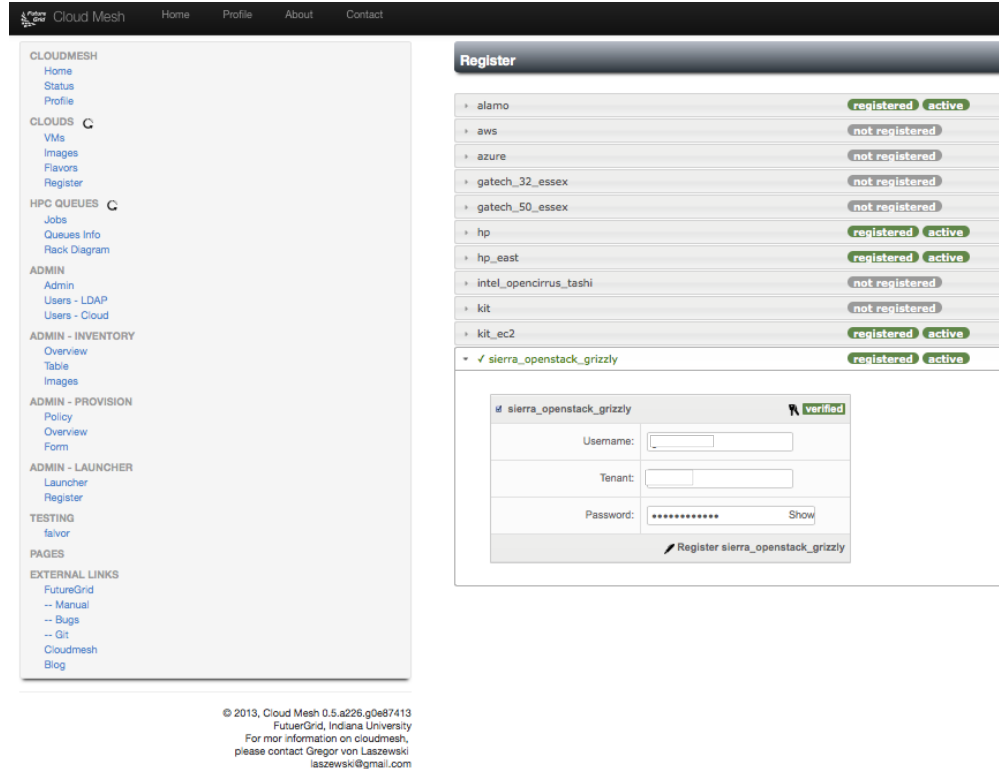 Future Grid Cloud Mesh Home Profile About Contact
CLOUDMESH
Home
Status
Profile
CLOUDS
VMs
Images
Flavors
Register
HPC QUEUES
Jobs
Queues Info
Rack Diagram
ADMIN
Admin
Users - LDAP
Users - Cloud
ADMIN - INVENTORY
Overview
Table
Images
ADMIN - PROVISION
Policy
Overview
Form
ADMIN - LAUNCHER
Launcher
Register
TESTING
falvor
PAGES
EXTERNAL LINKS
FutureGrid
-- Manual
-- Bugs
-- Git
Cloudmesh
Blog
© 2013, Cloud Mesh 0.5.a226.g0e87413
FutuerGrid, Indiana University
For mor information on cloudmesh,
please contact Gregor von Laszewski
laszewski@gmail.com
Register
alamo registered active
aws not registered
azure not registered
gatech_32_essex not registered
gatech_50_essex not registered
hp registered active
hp_east registered active
intel_opencirrus_tashi not registered
kit not registered
kit_ec2 registered active
✓ sierra_openstack_grizzly registered active
sierra_openstack_grizzly verified
Username:
Tenant:
Password: •••••••••••• Show
Register sierra_openstack_grizzly